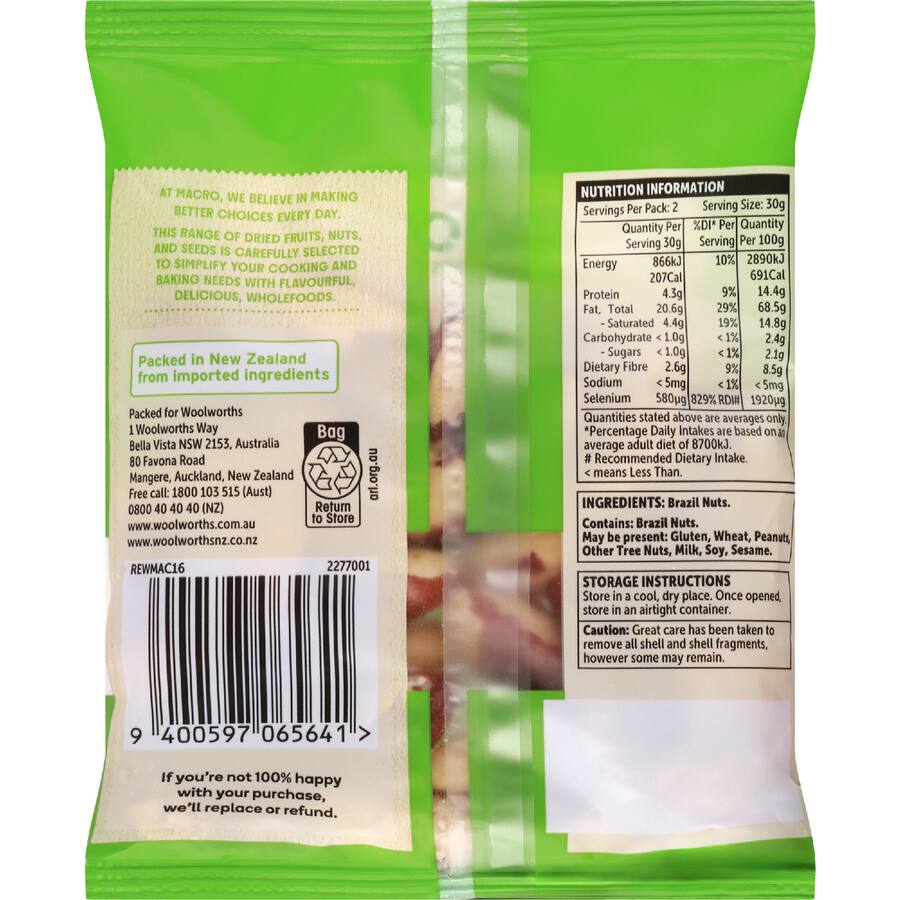 AT MACRO, WE BELIEVE IN MAKING
BETTER CHOICES EVERY DAY.
THIS RANGE OF DRIED FRUITS, NUTS,
AND SEEDS IS CAREFULLY SELECTED
TO SIMPLIFY YOUR COOKING AND
BAKING NEEDS WITH FLAVOURFUL,
DELICIOUS, WHOLEFOODS.
Packed in New Zealand
from imported ingredients
Packed for Woolworths
1 Woolworths Way
Bella Vista NSW 2153, Australia
80 Favona Road
Mangere, Auckland, New Zealand
Free call: 1800 103 515 (Aust)
0800 40 40 40 (NZ)
www.woolworths.com.au
www.woolworthsnz.co.nz
Bag
Return
to Store
arl.org.au
REWMAC16 2277001
9 400597 065641 >
If you're not 100% happy
with your purchase,
we'll replace or refund.
NUTRITION INFORMATION
Servings Per Pack: 2 Serving Size: 30g
Quantity Per %DI* Per Quantity
Serving 30g Serving Per 100g
Energy 866kJ 10% 2890kJ
207Cal 691Cal
Protein 4.3g 9% 14.4g
Fat, Total 20.6g 29% 68.5g
- Saturated 4.4g 19% 14.8g
Carbohydrate <1.0g <1% 2.4g
- Sugars <1.0g <1% 2.1g
Dietary Fibre 2.6g 9% 8.5g
Sodium <5mg <1% <5mg
Selenium 580µg 829% RDI# 1920µg
Quantities stated above are averages only.
*Percentage Daily Intakes are based on an
average adult diet of 8700kJ.
# Recommended Dietary Intake.
< means Less Than.
INGREDIENTS: Brazil Nuts.
Contains: Brazil Nuts.
May be present: Gluten, Wheat, Peanuts,
Other Tree Nuts, Milk, Soy, Sesame.
STORAGE INSTRUCTIONS
Store in a cool, dry place. Once opened,
store in an airtight container.
Caution: Great care has been taken to
remove all shell and shell fragments,
however some may remain.